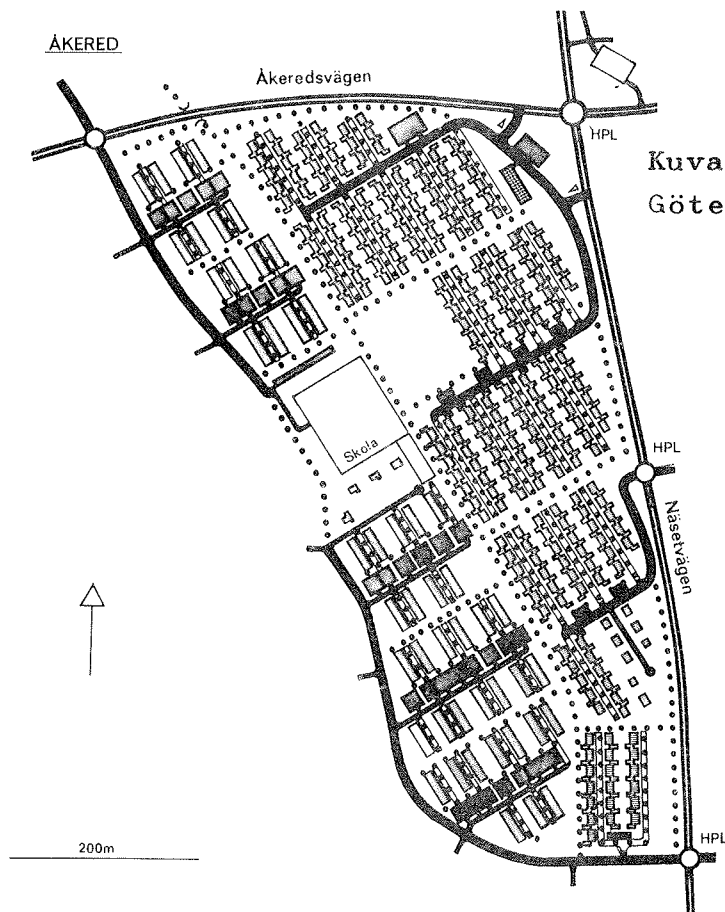 ÅKERED
Åkeredsvägen
HPL
Kuva
Göte
Skola
HPL
Näsetvägen
200m
HPL